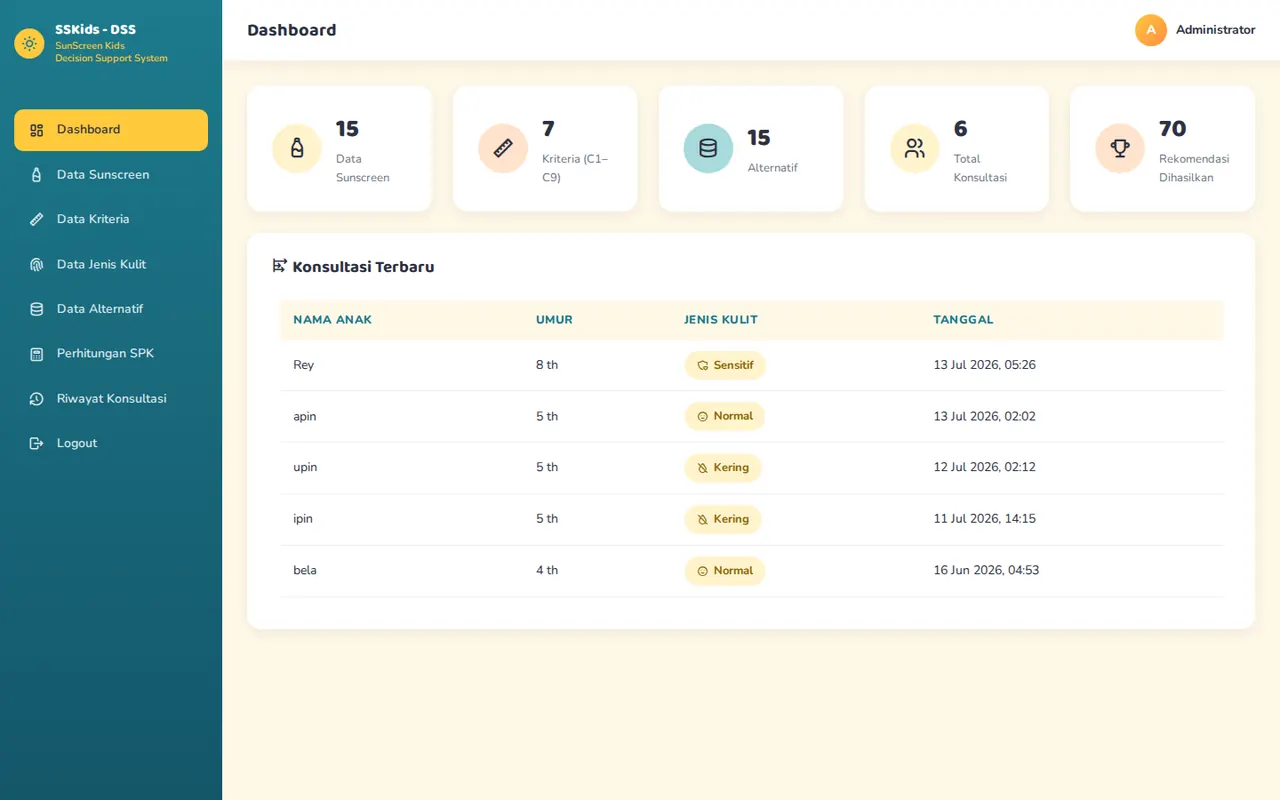 SSKids - DSS
SunScreen Kids
Decision Support System
Dashboard
Data Sunscreen
Data Kriteria
Data Jenis Kulit
Data Alternatif
Perhitungan SPK
Riwayat Konsultasi
Logout
Dashboard
A Administrator
15
Data
Sunscreen
7
Kriteria (C1–
C9)
15
Alternatif
6
Total
Konsultasi
70
Rekomendasi
Dihasilkan
Konsultasi Terbaru
NAMA ANAK UMUR JENIS KULIT TANGGAL
Rey 8 th Sensitif 13 Jul 2026, 05:26
apin 5 th Normal 13 Jul 2026, 02:02
upin 5 th Kering 12 Jul 2026, 02:12
ipin 5 th Kering 11 Jul 2026, 14:15
bela 4 th Normal 16 Jun 2026, 04:53